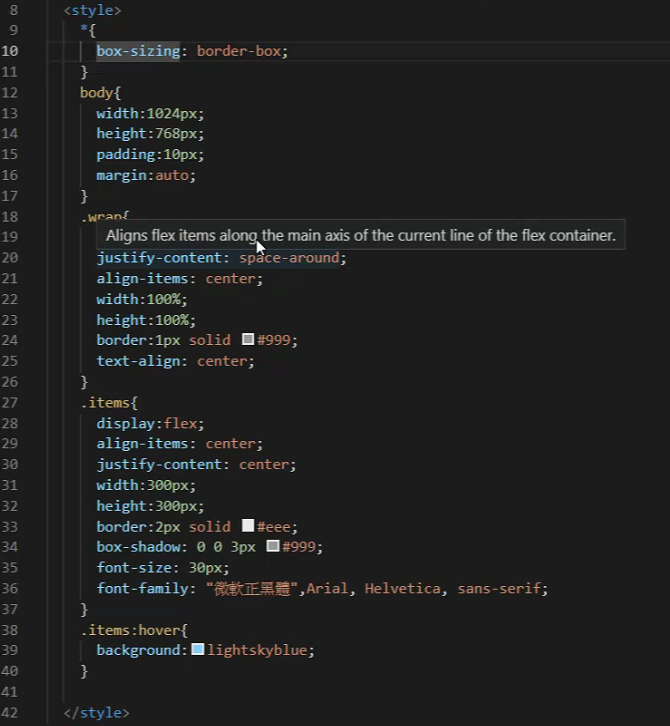 8 <style>
9 *{
10 box-sizing: border-box;
11 }
12 body{
13 width:1024px;
14 height:768px;
15 padding:10px;
16 margin:auto;
17 }
18 .wrap{
19 Aligns flex items along the main axis of the current line of the flex container.
20 justify-content: space-around;
21 align-items: center;
22 width:100%;
23 height:100%;
24 border:1px solid #999;
25 text-align: center;
26 }
27 .items{
28 display:flex;
29 align-items: center;
30 justify-content: center;
31 width:300px;
32 height:300px;
33 border:2px solid #eee;
34 box-shadow: 0 0 3px #999;
35 font-size: 30px;
36 font-family: "微軟正黑體",Arial, Helvetica, sans-serif;
37 }
38 .items:hover{
39 background:lightskyblue;
40 }
41
42 </style>